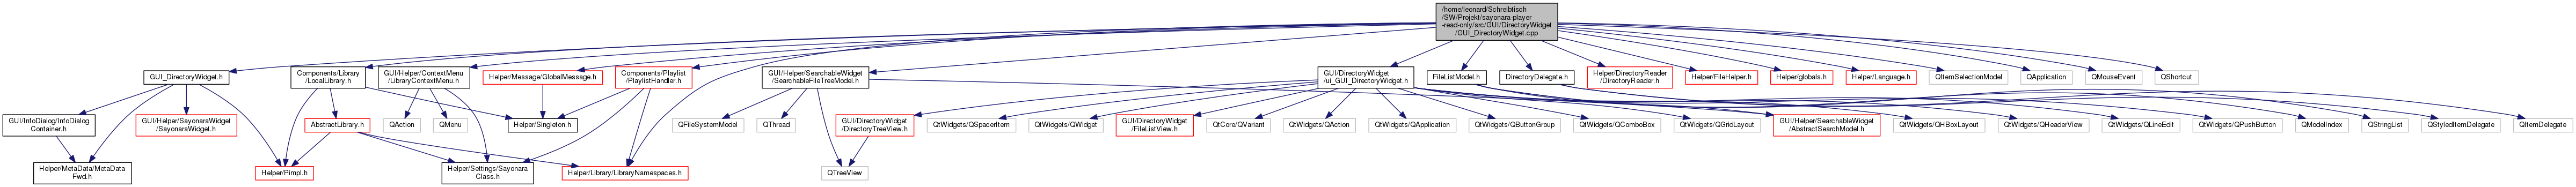 /home/leonard/Schreibtisch
/SW/Projekt/sayonara-player
-read-only/src/GUI/DirectoryWidget
/GUI_DirectoryWidget.cpp
GUI_DirectoryWidget.h
Components/Library
/LocalLibrary.h
GUI/Helper/ContextMenu
/LibraryContextMenu.h
Helper/Message/GlobalMessage.h
Components/Playlist
/PlaylistHandler.h
GUI/Helper/SearchableWidget
/SearchableFileTreeModel.h
GUI/DirectoryWidget
/ui_GUI_DirectoryWidget.h
FileListModel.h
DirectoryDelegate.h
Helper/DirectoryReader
/DirectoryReader.h
Helper/FileHelper.h
Helper/globals.h
Helper/Language.h
QItemSelectionModel
QApplication
QMouseEvent
QShortcut
GUI/InfoDialog/InfoDialog
Container.h
GUI/Helper/SayonaraWidget
/SayonaraWidget.h
AbstractLibrary.h
QAction
QMenu
Helper/Singleton.h
QFileSystemModel
QThread
GUI/DirectoryWidget
/DirectoryTreeView.h
QtWidgets/QSpacerItem
QtWidgets/QWidget
GUI/DirectoryWidget
/FileListView.h
QtCore/QVariant
QtWidgets/QAction
QtWidgets/QApplication
QtWidgets/QButtonGroup
QtWidgets/QComboBox
QtWidgets/QGridLayout
GUI/Helper/SearchableWidget
/AbstractSearchModel.h
QtWidgets/QHBoxLayout
QtWidgets/QHeaderView
QtWidgets/QLineEdit
QtWidgets/QPushButton
QModelIndex
QStringList
QStyledItemDelegate
QItemDelegate
Helper/MetaData/MetaData
Fwd.h
Helper/Pimpl.h
Helper/Settings/Sayonara
Class.h
Helper/Library/LibraryNamespaces.h
QTreeView